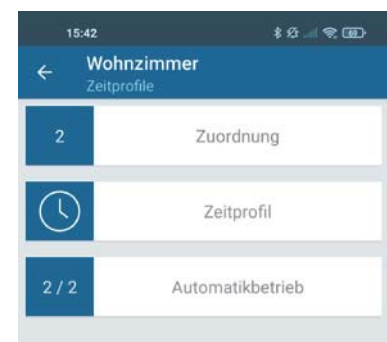 15:42
Wohnzimmer
Zeitprofile
2
Zuordnung
Zeitprofil
2 / 2
Automatikbetrieb